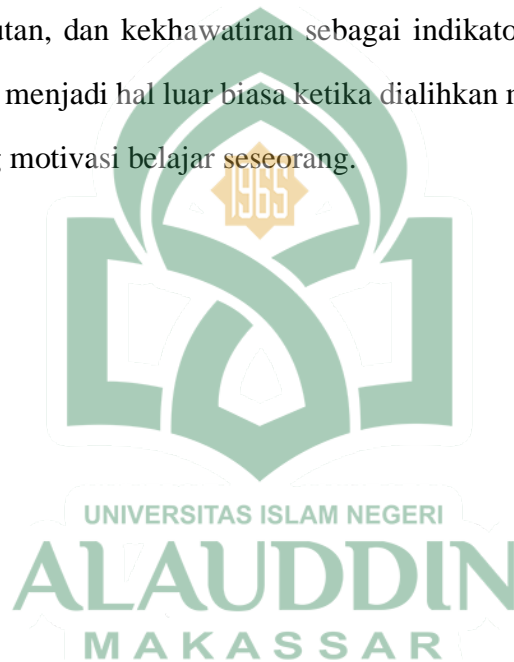 utan, dan kekhawatiran sebagai indikato
menjadi hal luar biasa ketika dialihkan
motivasi belajar seseorang.
1965
UNIVERSITAS ISLAM NEGERI
ALAUDDIN
MAKASSAR